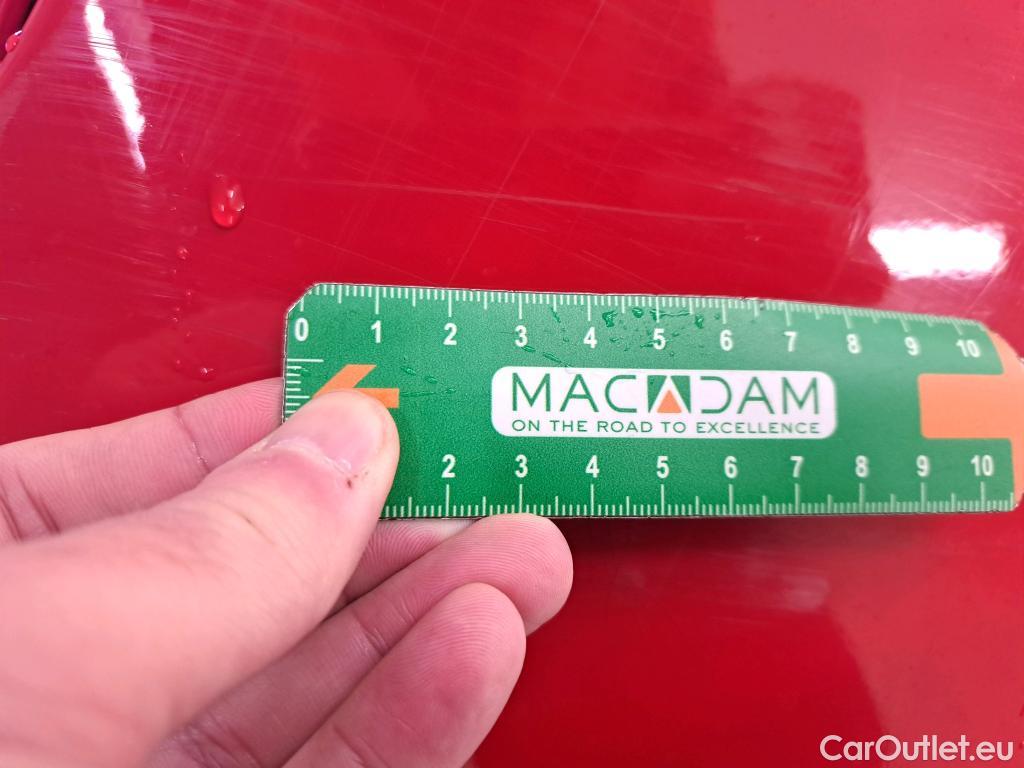 0 1 2 3 4 5 6 7 8 9 10
MACADAM
ON THE ROAD TO EXCELLENCE
2 3 4 5 6 7 8 9 10
CarOutlet.eu